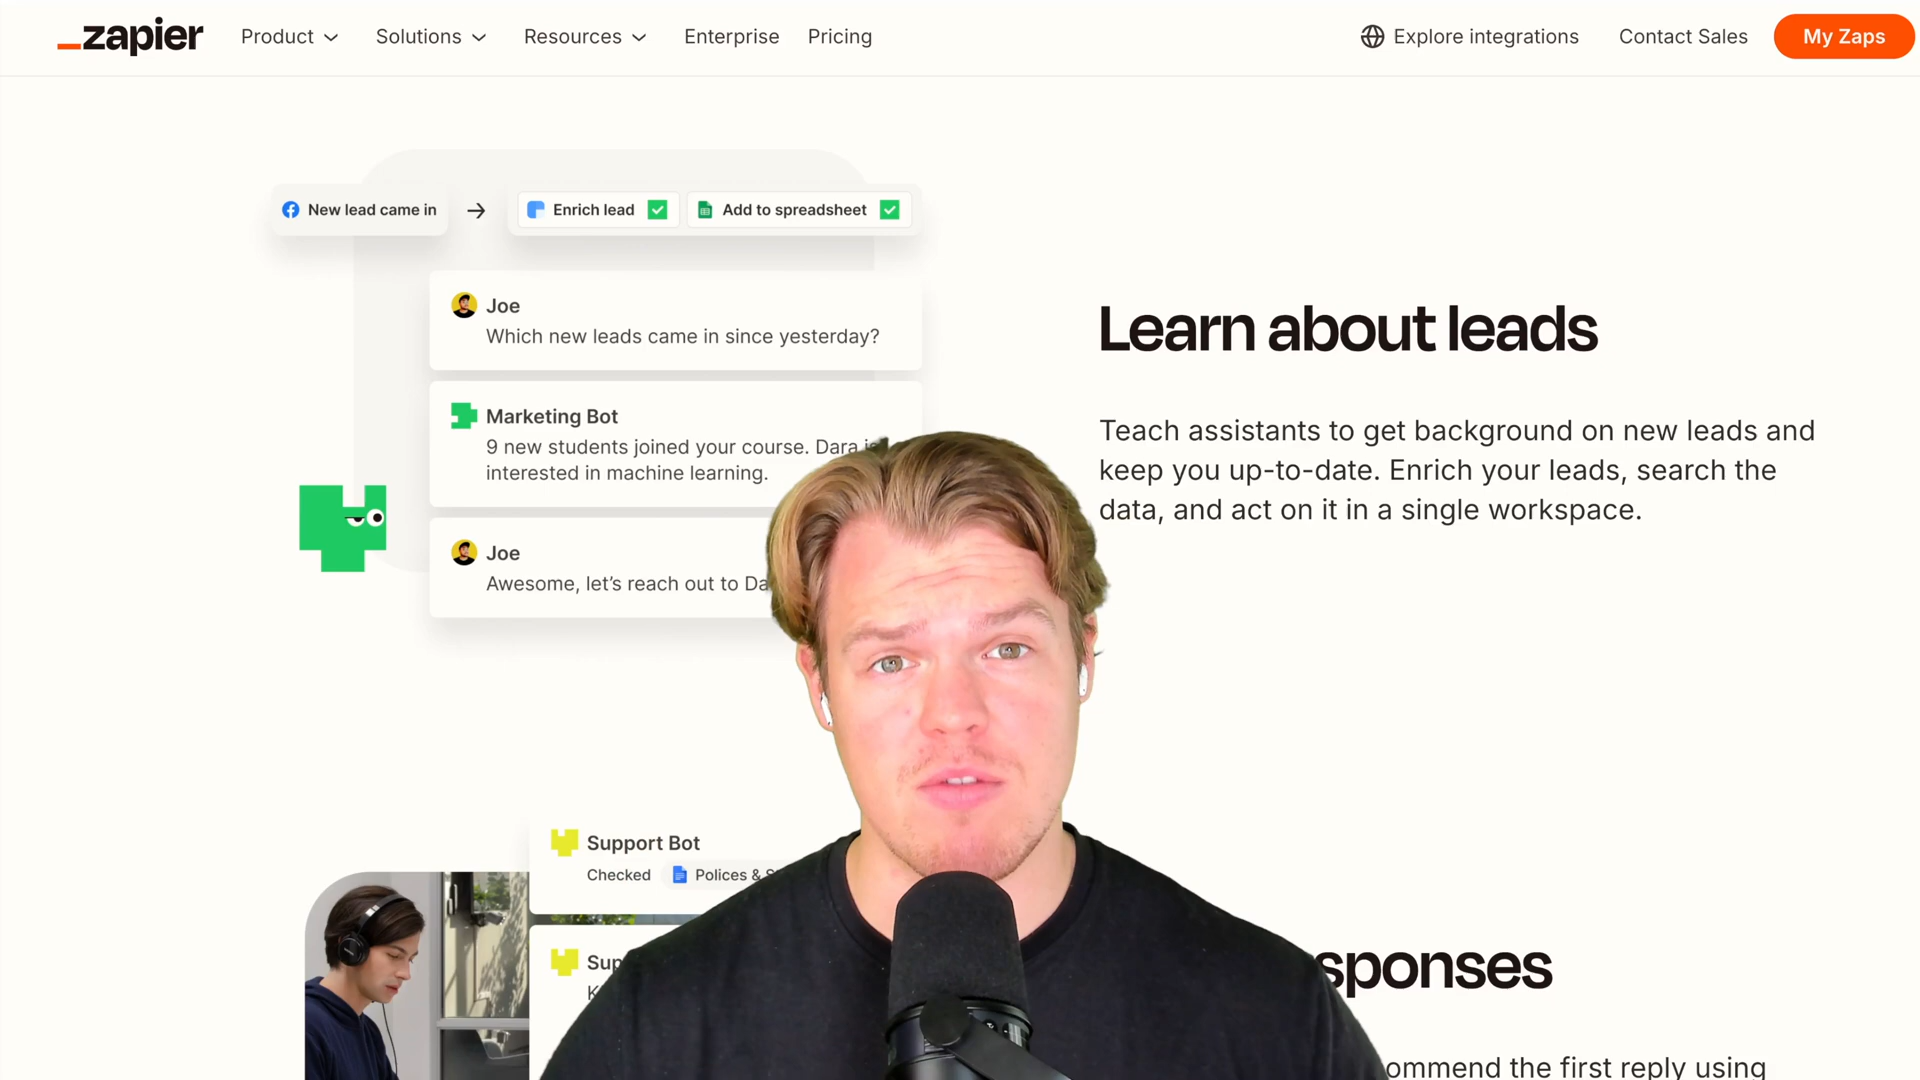 zapier
Product
Solutions
Resources
Enterprise
Pricing
Explore integrations
Contact Sales
My Zaps
New lead came in
Enrich lead
Add to spreadsheet
Joe
Which new leads came in since yesterday?
Marketing Bot
9 new students joined your course. Dara
interested in machine learning.
Joe
Awesome, let's reach out to
Learn about leads
Teach assistants to get background on new leads and
keep you up-to-date. Enrich your leads, search the
data, and act on it in a single workspace.
Support Bot
Checked
Polices &
sponses
ommend the first reply using